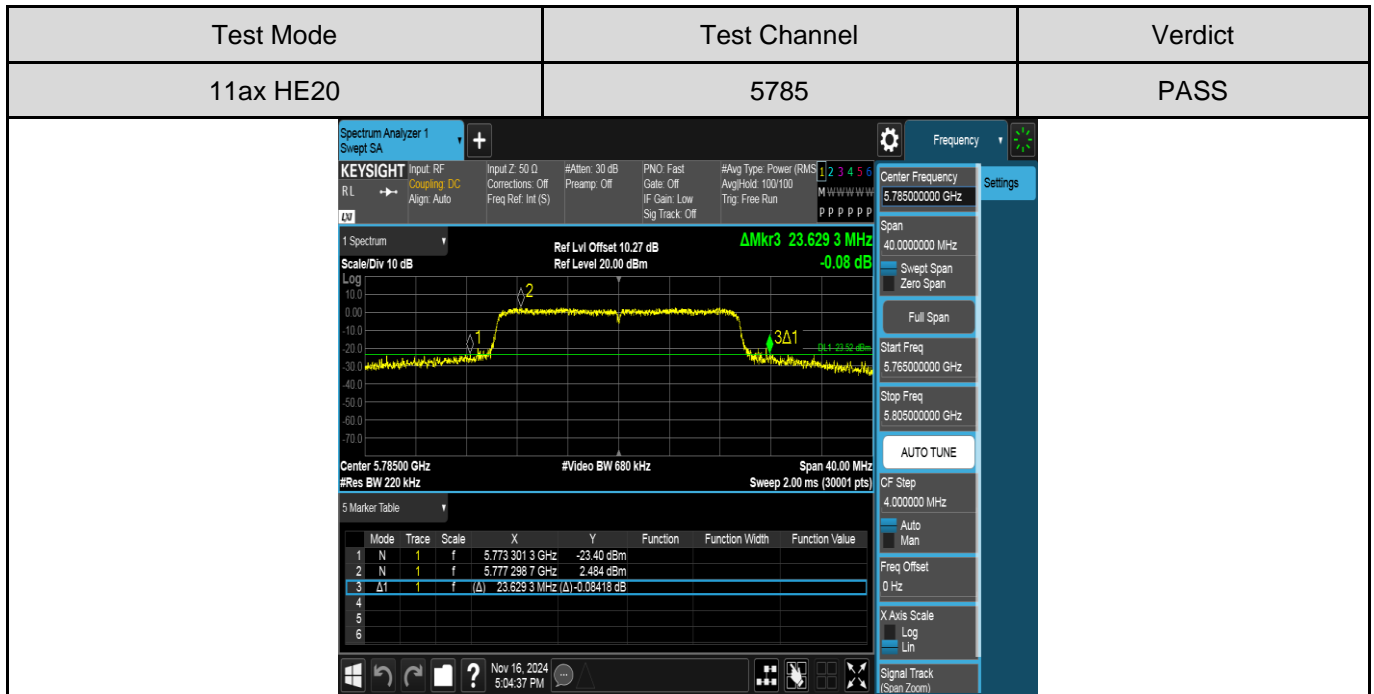 Test Mode Test Channel Verdict
11ax HE20 5785 PASS
Spectrum Analyzer 1
Swept SA
+
Frequency
KEYSIGHT
R L
LXI
Input: RF
Coupling: DC
Align: Auto
Input Z: 50 Ω
Corrections: Off
Freq Ref: Int (S)
#Atten: 30 dB
Preamp: Off
PNO: Fast
Gate: Off
IF Gain: Low
Sig Track: Off
#Avg Type: Power (RMS
Avg|Hold: 100/100
Trig: Free Run
1 2 3 4 5 6
M W W W W W
P P P P P P
1 Spectrum
Scale/Div 10 dB
Ref Lvl Offset 10.27 dB
Ref Level 20.00 dBm
ΔMkr3 23.629 3 MHz
-0.08 dB
Log
10.0
0.00
-10.0
-20.0
-30.0
-40.0
-50.0
-60.0
-70.0
2
1
3Δ1
DL1 -23.52 dBm
Center 5.78500 GHz
#Res BW 220 kHz
#Video BW 680 kHz
Span 40.00 MHz
Sweep 2.00 ms (30001 pts)
5 Marker Table
Mode Trace Scale X Y Function Function Width Function Value
1 N 1 f 5.773 301 3 GHz -23.40 dBm
2 N 1 f 5.777 298 7 GHz 2.484 dBm
3 Δ1 1 f (Δ) 23.629 3 MHz (Δ) -0.08418 dB
4
5
6
?
Nov 16, 2024
5:04:37 PM
Center Frequency
5.785000000 GHz
Settings
Span
40.0000000 MHz
Swept Span
Zero Span
Full Span
Start Freq
5.765000000 GHz
Stop Freq
5.805000000 GHz
AUTO TUNE
CF Step
4.000000 MHz
Auto
Man
Freq Offset
0 Hz
X Axis Scale
Log
Lin
Signal Track
(Span Zoom)